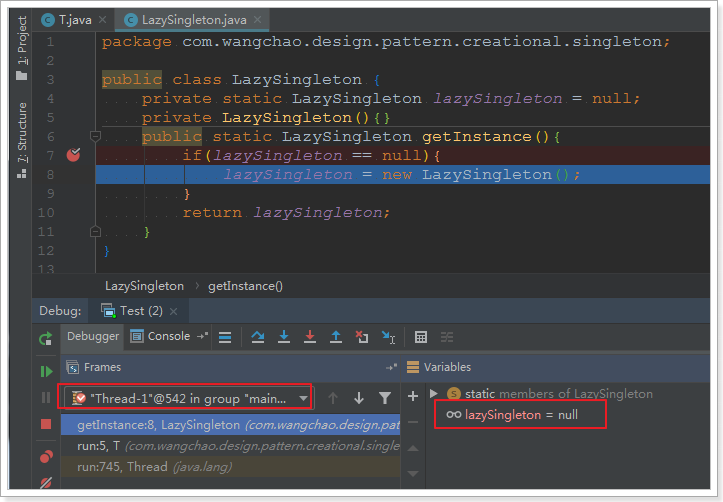 T.java
LazySingleton.java
1: Project
7: Structure
1 package com.wangchao.design.pattern.creational.singleton;
2
3 public class LazySingleton {
4 private static LazySingleton lazySingleton = null;
5 private LazySingleton(){}
6 public static LazySingleton getInstance(){
7 if(lazySingleton == null){
8 lazySingleton = new LazySingleton();
9 }
10 return lazySingleton;
11 }
12 }
13
LazySingleton › getInstance()
Debug: Test (2)
Debugger Console
Frames
Variables
"Thread-1"@542 in group "main...
getInstance:8, LazySingleton (com.wangchao.design.pat
run:5, T (com.wangchao.design.pattern.creational.single
run:745, Thread (java.lang)
static members of LazySingleton
lazySingleton = null